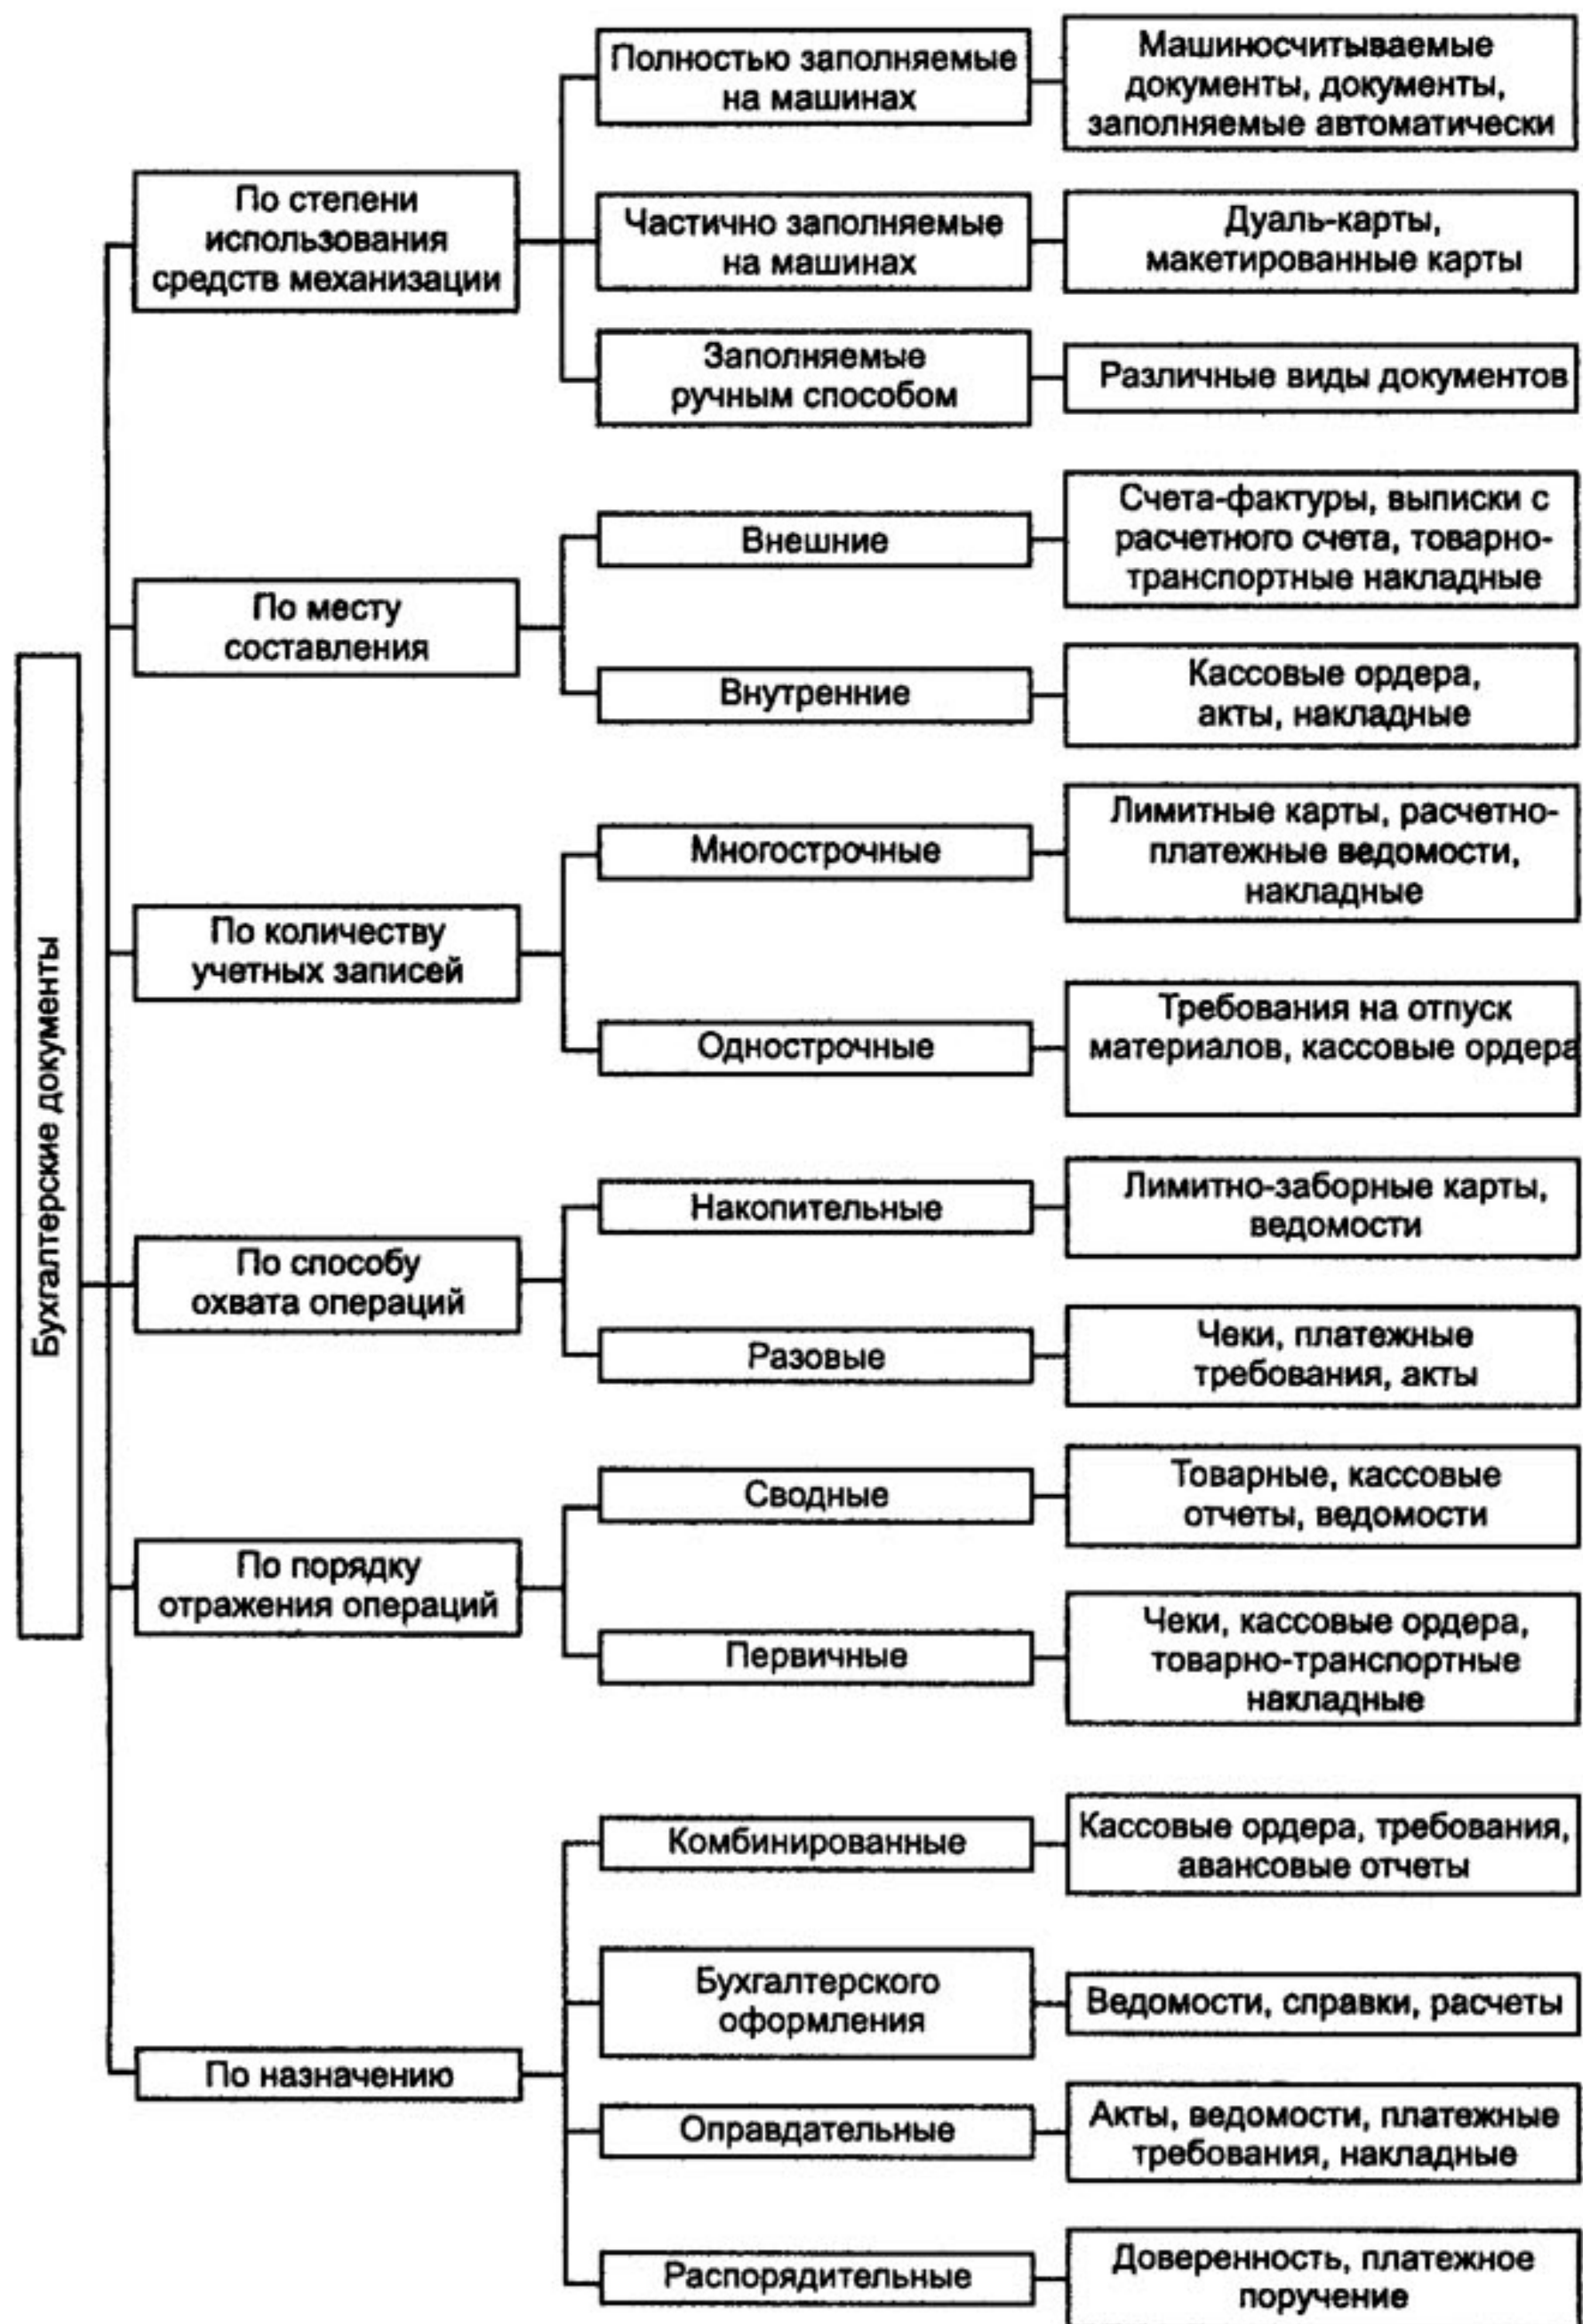 Бухгалтерские документы
По степени
использования
средств механизации
Полностью заполняемые
на машинах
Машиносчитываемые
документы, документы,
заполняемые автоматически
Частично заполняемые
на машинах
Дуаль-карты,
макетированные карты
Заполняемые
ручным способом
Различные виды документов
По месту
составления
Внешние
Счета-фактуры, выписки с
расчетного счета, товарно-
транспортные накладные
Внутренние
Кассовые ордера,
акты, накладные
По количеству
учетных записей
Многострочные
Лимитные карты, расчетно-
платежные ведомости,
накладные
Однострочные
Требования на отпуск
материалов, кассовые ордера
По способу
охвата операций
Накопительные
Лимитно-заборные карты,
ведомости
Разовые
Чеки, платежные
требования, акты
По порядку
отражения операций
Сводные
Товарные, кассовые
отчеты, ведомости
Первичные
Чеки, кассовые ордера,
товарно-транспортные
накладные
По назначению
Комбинированные
Кассовые ордера, требования,
авансовые отчеты
Бухгалтерского
оформления
Ведомости, справки, расчеты
Оправдательные
Акты, ведомости, платежные
требования, накладные
Распорядительные
Доверенность, платежное
поручение